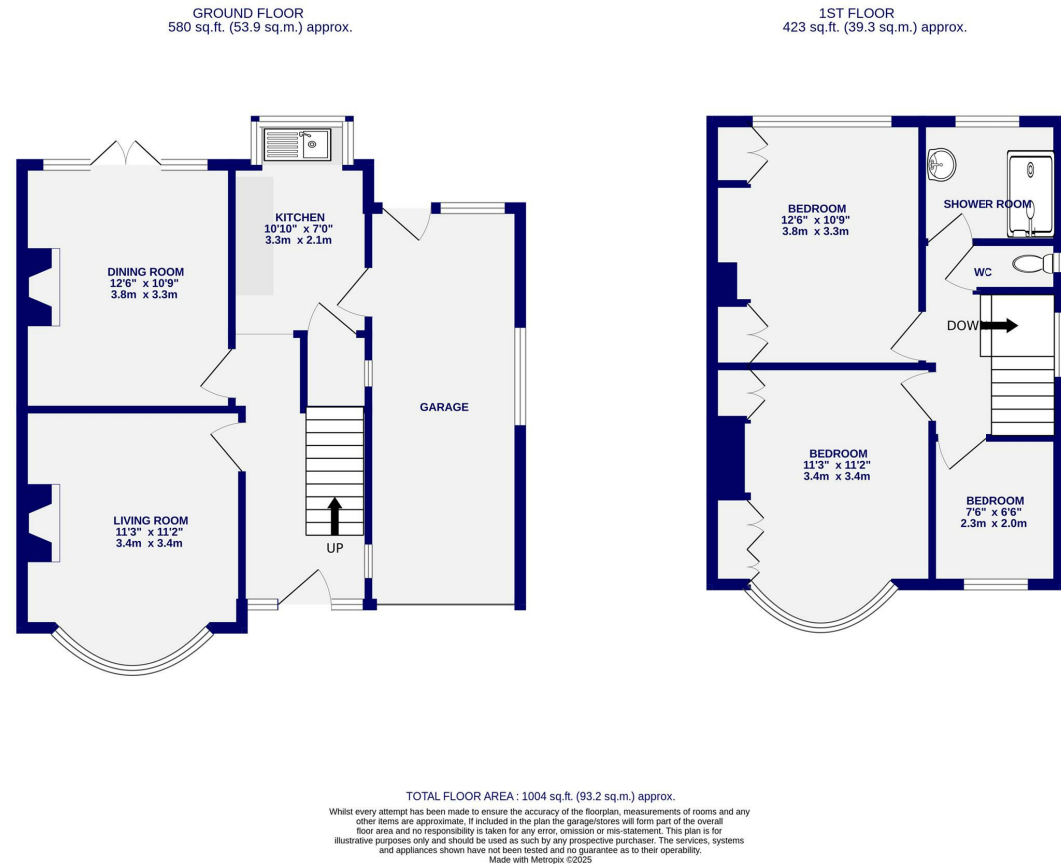 GROUND FLOOR
580 sq.ft. (53.9 sq.m.) approx.
1ST FLOOR
423 sq.ft. (39.3 sq.m.) approx.
KITCHEN
10'10" x 7'0"
3.3m x 2.1m
DINING ROOM
12'6" x 10'9"
3.8m x 3.3m
GARAGE
LIVING ROOM
11'3" x 11'2"
3.4m x 3.4m
UP
BEDROOM
12'6" x 10'9"
3.8m x 3.3m
SHOWER ROOM
WC
DOWN
BEDROOM
11'3" x 11'2"
3.4m x 3.4m
BEDROOM
7'6" x 6'6"
2.3m x 2.0m
TOTAL FLOOR AREA : 1004 sq.ft. (93.2 sq.m.) approx.
Whilst every attempt has been made to ensure the accuracy of the floorplan, measurements of rooms and any
other items are approximate, If included in the plan the garage/stores will form part of the overall
floor area and no responsibility is taken for any error, omission or mis-statement. This plan is for
illustrative purposes only and should be used as such by any prospective purchaser. The services, systems
and appliances shown have not been tested and no guarantee as to their operability.
Made with Metropix ©2025